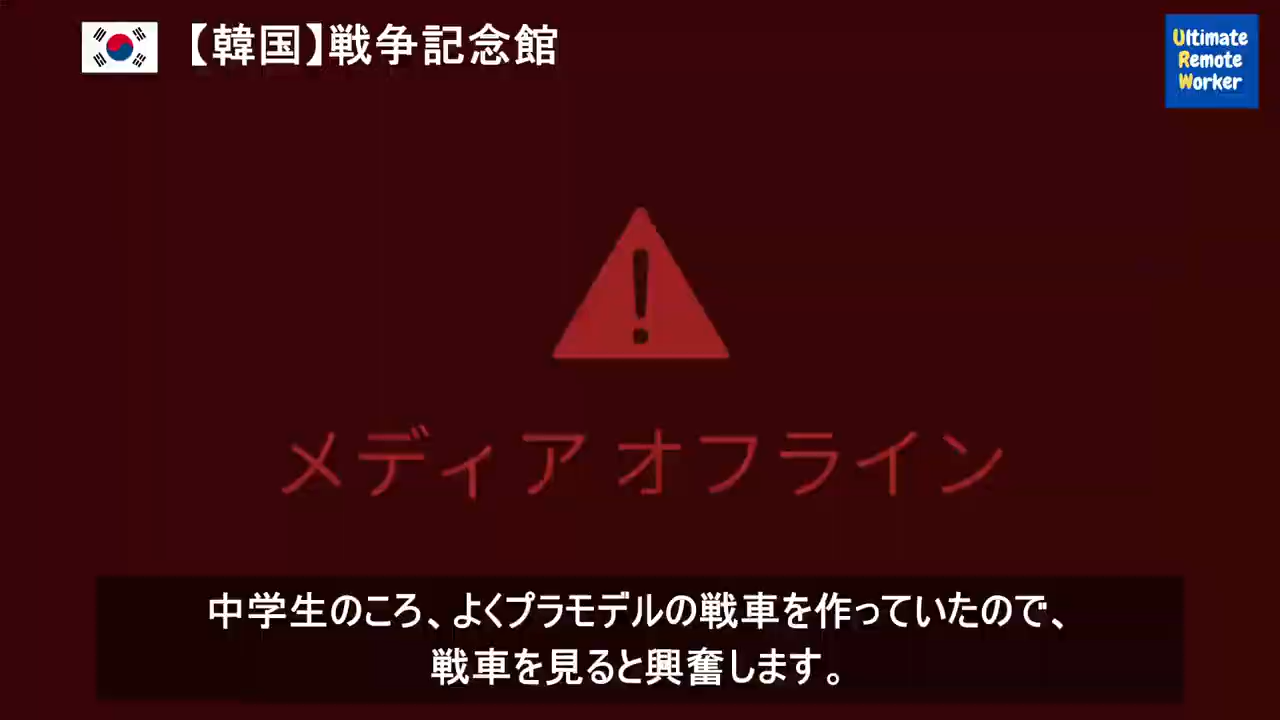 【韓国】戦争記念館
Ultimate
Remote
Worker
メディア オフライン
中学生のころ、よくプラモデルの戦車を作っていたので、
戦車を見ると興奮します。